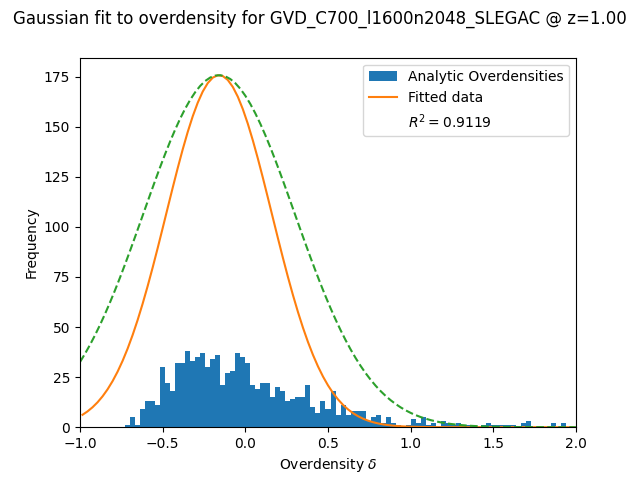 Gaussian fit to overdensity for GVD_C700_l1600n2048_SLEGAC @ z=1.00
Analytic Overdensities
Fitted data
R² = 0.9119
Frequency
175
150
125
100
75
50
25
0
−1.0 −0.5 0.0 0.5 1.0 1.5 2.0
Overdensity δ